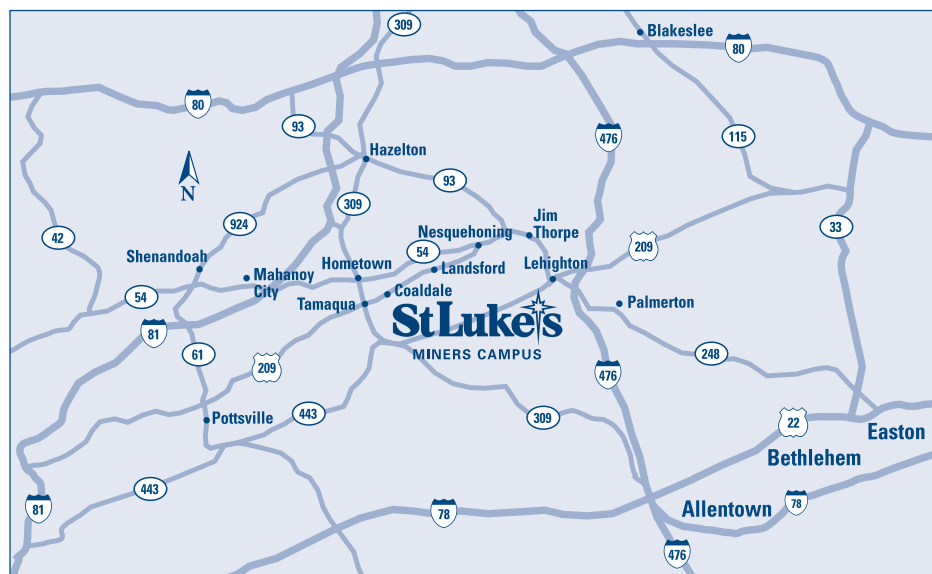 309
Blakeslee
80
80
93
476
115
Hazelton
N
93
309
924
42
Jim
Thorpe
33
Nesquehoning
209
54
Shenandoah
Hometown
Landsford
Lehighton
Mahanoy
City
54
Coaldale
Tamaqua
Palmerton
StLuke's
MINERS CAMPUS
81
61
248
209
476
443
309
Pottsville
22
Easton
Bethlehem
443
81
78
Allentown
78
476